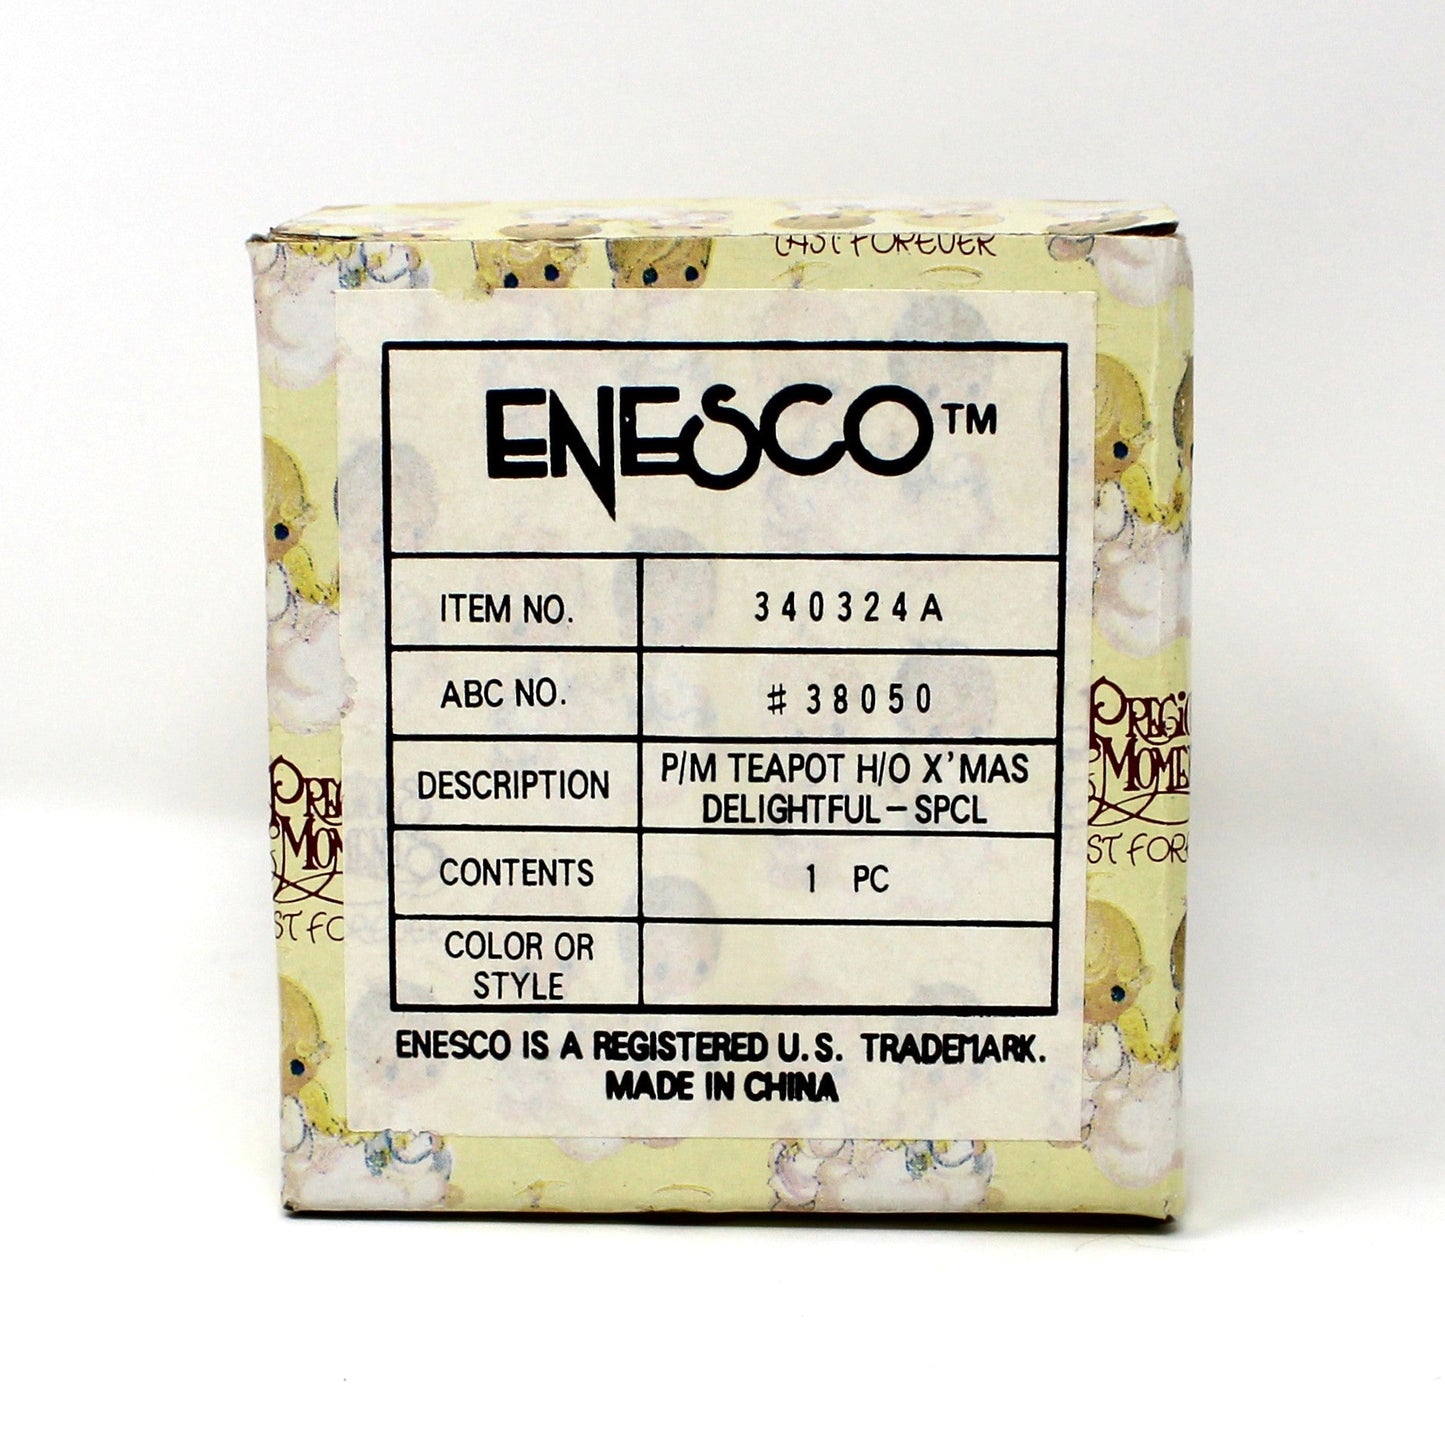 LAST FOREVER
ENESCO™
ITEM NO. 340324A
ABC NO. #38050
DESCRIPTION P/M TEAPOT H/O X'MAS
DELIGHTFUL-SPCL
CONTENTS 1 PC
COLOR OR
STYLE
ENESCO IS A REGISTERED U.S. TRADEMARK.
MADE IN CHINA